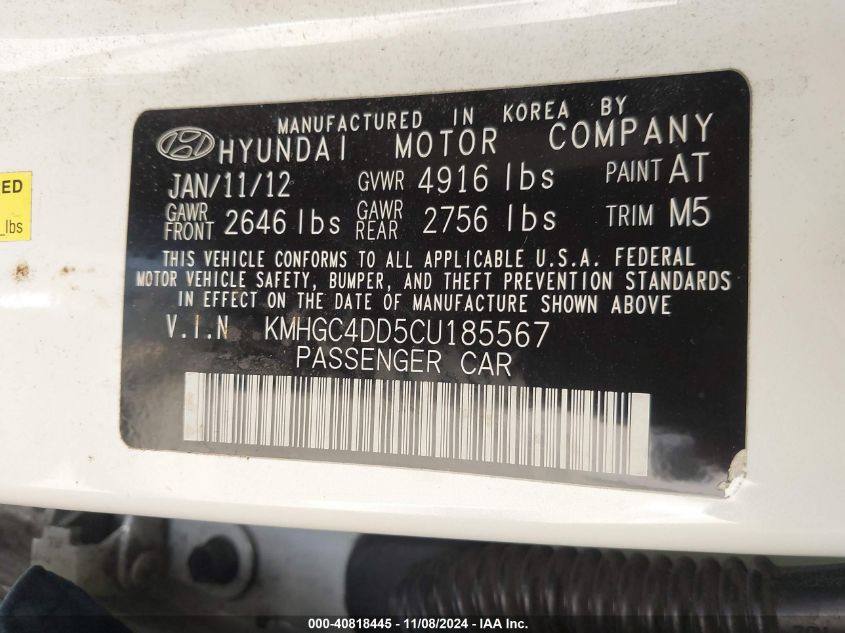 MANUFACTURED IN KOREA BY
HYUNDAI MOTOR COMPANY
JAN/11/12 GVWR 4916 lbs PAINT AT
GAWR FRONT 2646 lbs GAWR REAR 2756 lbs TRIM M5
THIS VEHICLE CONFORMS TO ALL APPLICABLE U.S.A. FEDERAL
MOTOR VEHICLE SAFETY, BUMPER, AND THEFT PREVENTION STANDARDS
IN EFFECT ON THE DATE OF MANUFACTURE SHOWN ABOVE
V.I.N KMHGC4DD5CU185567
PASSENGER CAR
RED
lbs
000-40818445 - 11/08/2024 - IAA Inc.